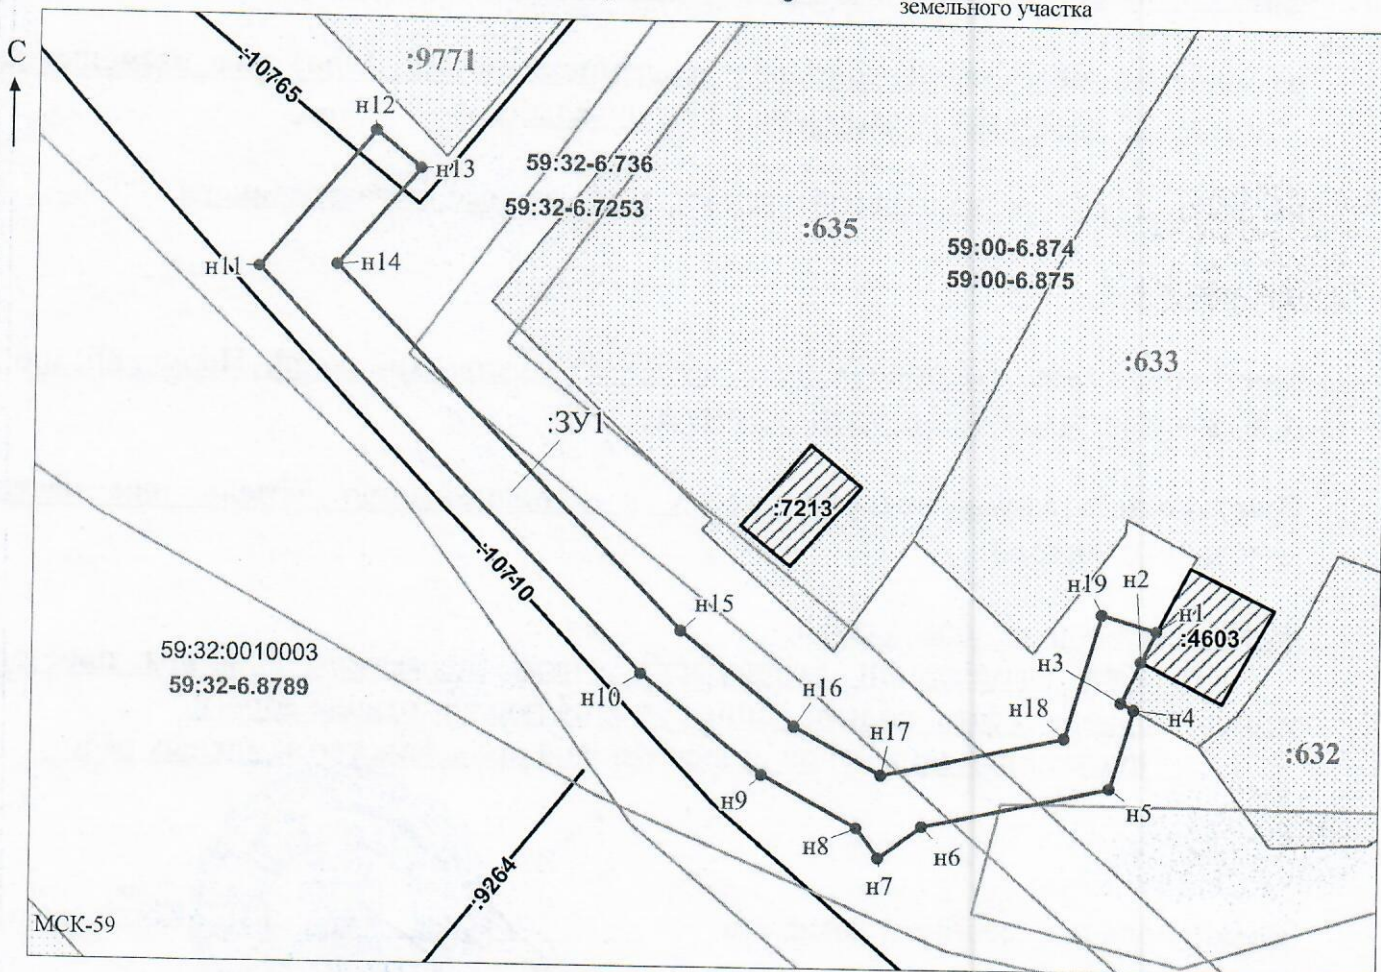 земельного участка
С
:10765
:9771
н12
н13
59:32-6.736
59:32-6.7253
:635
59:00-6.874
59:00-6.875
н11
н14
:633
:ЗУ1
:7213
:10710
н15
н19
н2
н1
:4603
59:32:0010003
59:32-6.8789
н10
н3
н4
н16
н18
н17
:632
н9
н5
н8
н6
н7
:9264
МСК-59